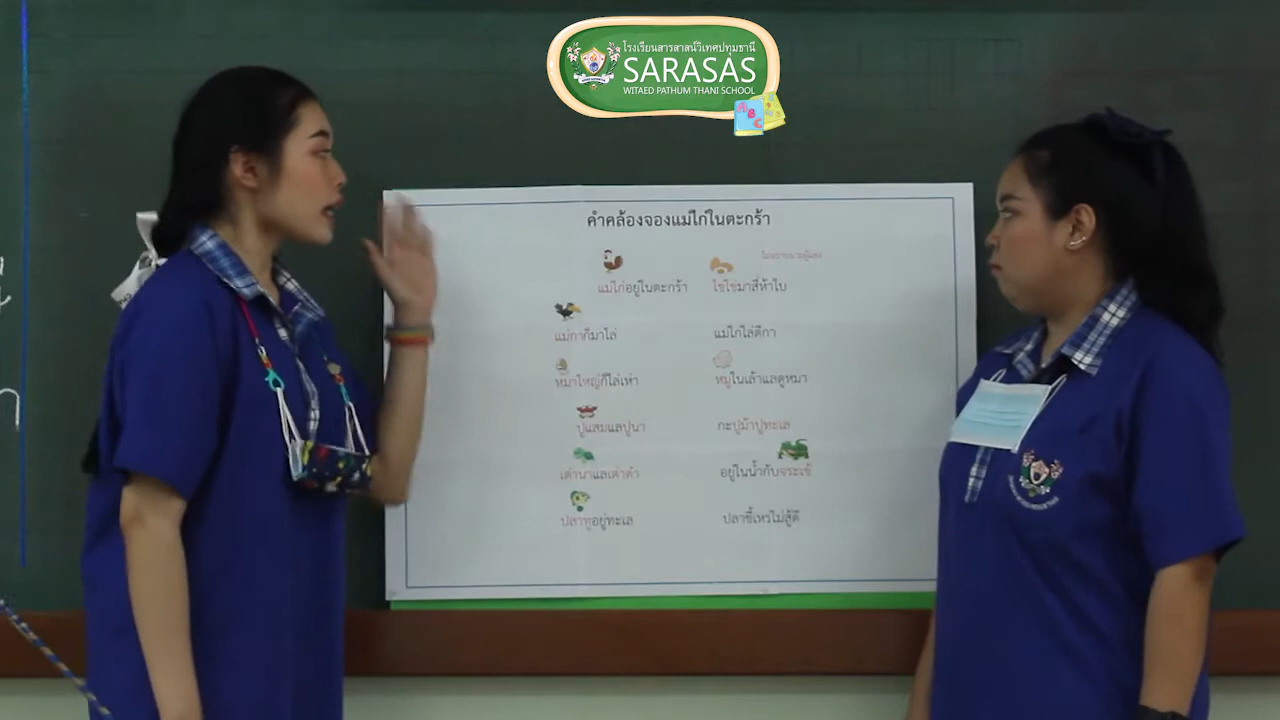 โรงเรียนสารสาสน์วิเทศปทุมธานี
SARASAS
WITAED PATHUM THANI SCHOOL
ABC
คำคล้องจองแม่ไก่ในตะกร้า
แม่ไก่อยู่ในตะกร้า ไข่ไข่มาสี่ห้าใบ
แม่กาก็มาไล่ แม่ไก่ไล่ตีกา
หมาใหญ่ก็ไล่เห่า หมูในเล้าแลดูหมา
ปูแสมแลปูนา กะปูม้าปูทะเล
เต่านาแลเต่าดำ อยู่ในน้ำกับจระเข้
ปลาทูอยู่ทะเล ปลาขี้เหร่ไม่สู้ดี